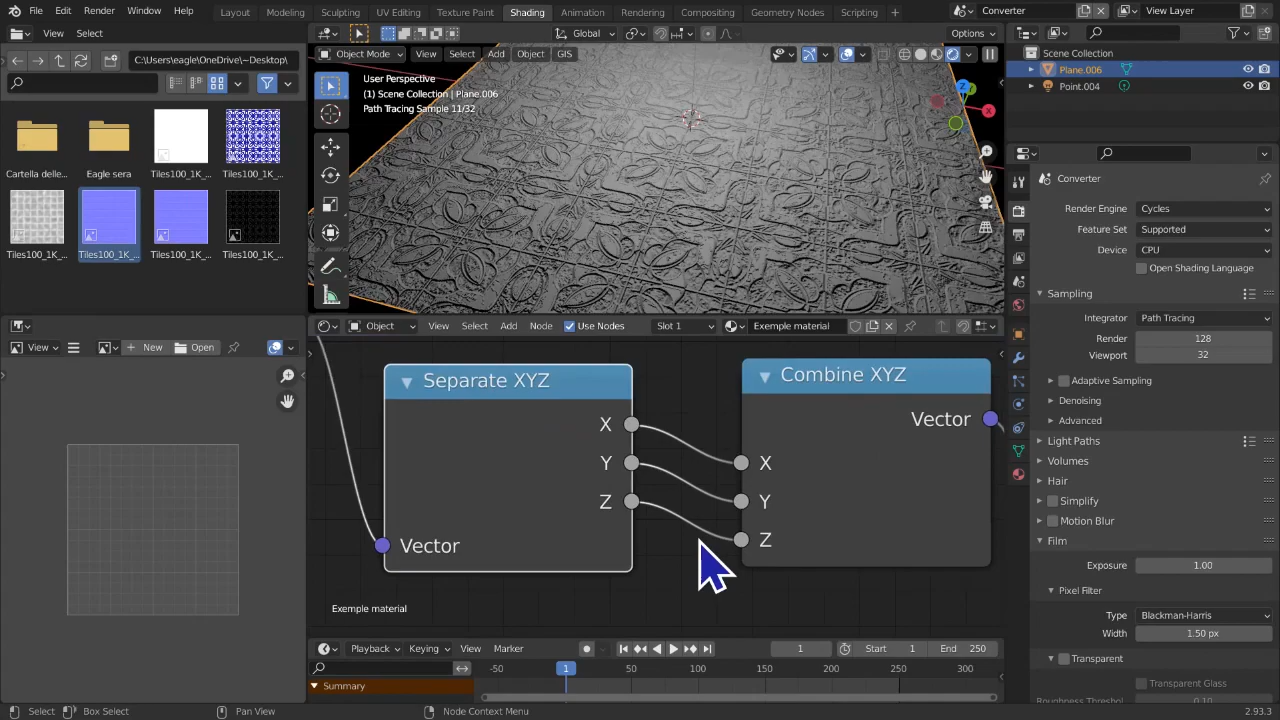 File Edit Render Window Help Layout Modeling Sculpting UV Editing Texture Paint Shading Animation Rendering Compositing Geometry Nodes Scripting + Converter View Layer
View Select
C:\Users\eagle\OneDrive\~Desktop\
Cartella delle... Eagle sera Tiles100_1K_... Tiles100_1K_...
Tiles100_1K_... Tiles100_1K_... Tiles100_1K_... Tiles100_1K_...
View New Open
Global Options
Object Mode View Select Add Object GIS
User Perspective
(1) Scene Collection | Plane.006
Path Tracing Sample 11/32
Z X
Object View Select Add Node Use Nodes Slot 1 Exemple material
Separate XYZ
X
Y
Z
Vector
Combine XYZ
Vector
X
Y
Z
Exemple material
Playback Keying View Marker 1 Start 1 End 250
-50 1 50 100 150 200 250 300
Summary
Scene Collection
Plane.006
Point.004
Converter
Render Engine Cycles
Feature Set Supported
Device CPU
Open Shading Language
Sampling
Integrator Path Tracing
Render 128
Viewport 32
Adaptive Sampling
Denoising
Advanced
Light Paths
Volumes
Hair
Simplify
Motion Blur
Film
Exposure 1.00
Pixel Filter
Type Blackman-Harris
Width 1.50 px
Transparent
Transparent Glass
Roughness Threshol. 0.10
Select Box Select Pan View Node Context Menu 2.93.3